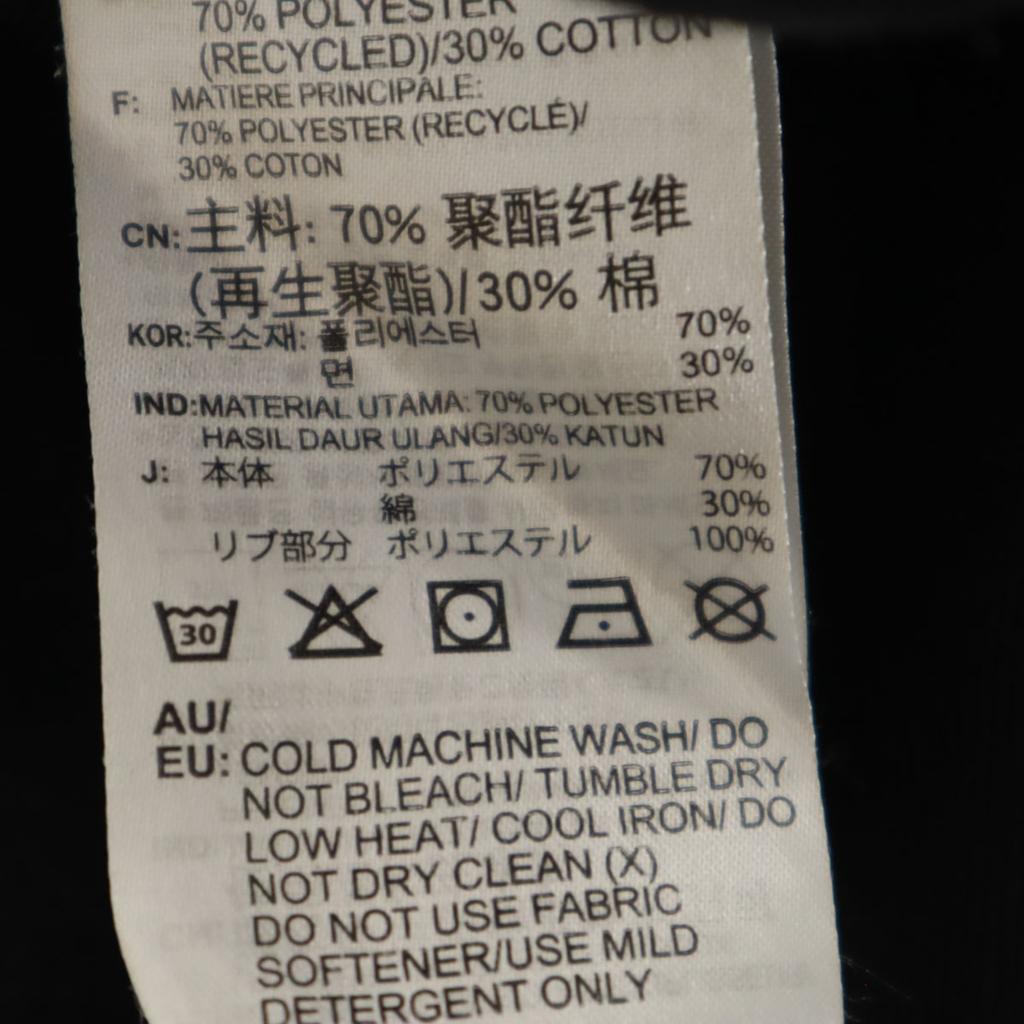 70% POLYESTER
(RECYCLED)/30% COTTON
F: MATIERE PRINCIPALE:
70% POLYESTER (RECYCLÉ)/
30% COTON
CN: 主料: 70% 聚酯纤维
(再生聚酯)/30% 棉
KOR: 주소재: 폴리에스터 70%
면 30%
IND: MATERIAL UTAMA: 70% POLYESTER
HASIL DAUR ULANG/30% KATUN
J: 本体 ポリエステル 70%
綿 30%
リブ部分 ポリエステル 100%
30
AU/
EU: COLD MACHINE WASH/ DO
NOT BLEACH/ TUMBLE DRY
LOW HEAT/ COOL IRON/ DO
NOT DRY CLEAN (X)
DO NOT USE FABRIC
SOFTENER/USE MILD
DETERGENT ONLY